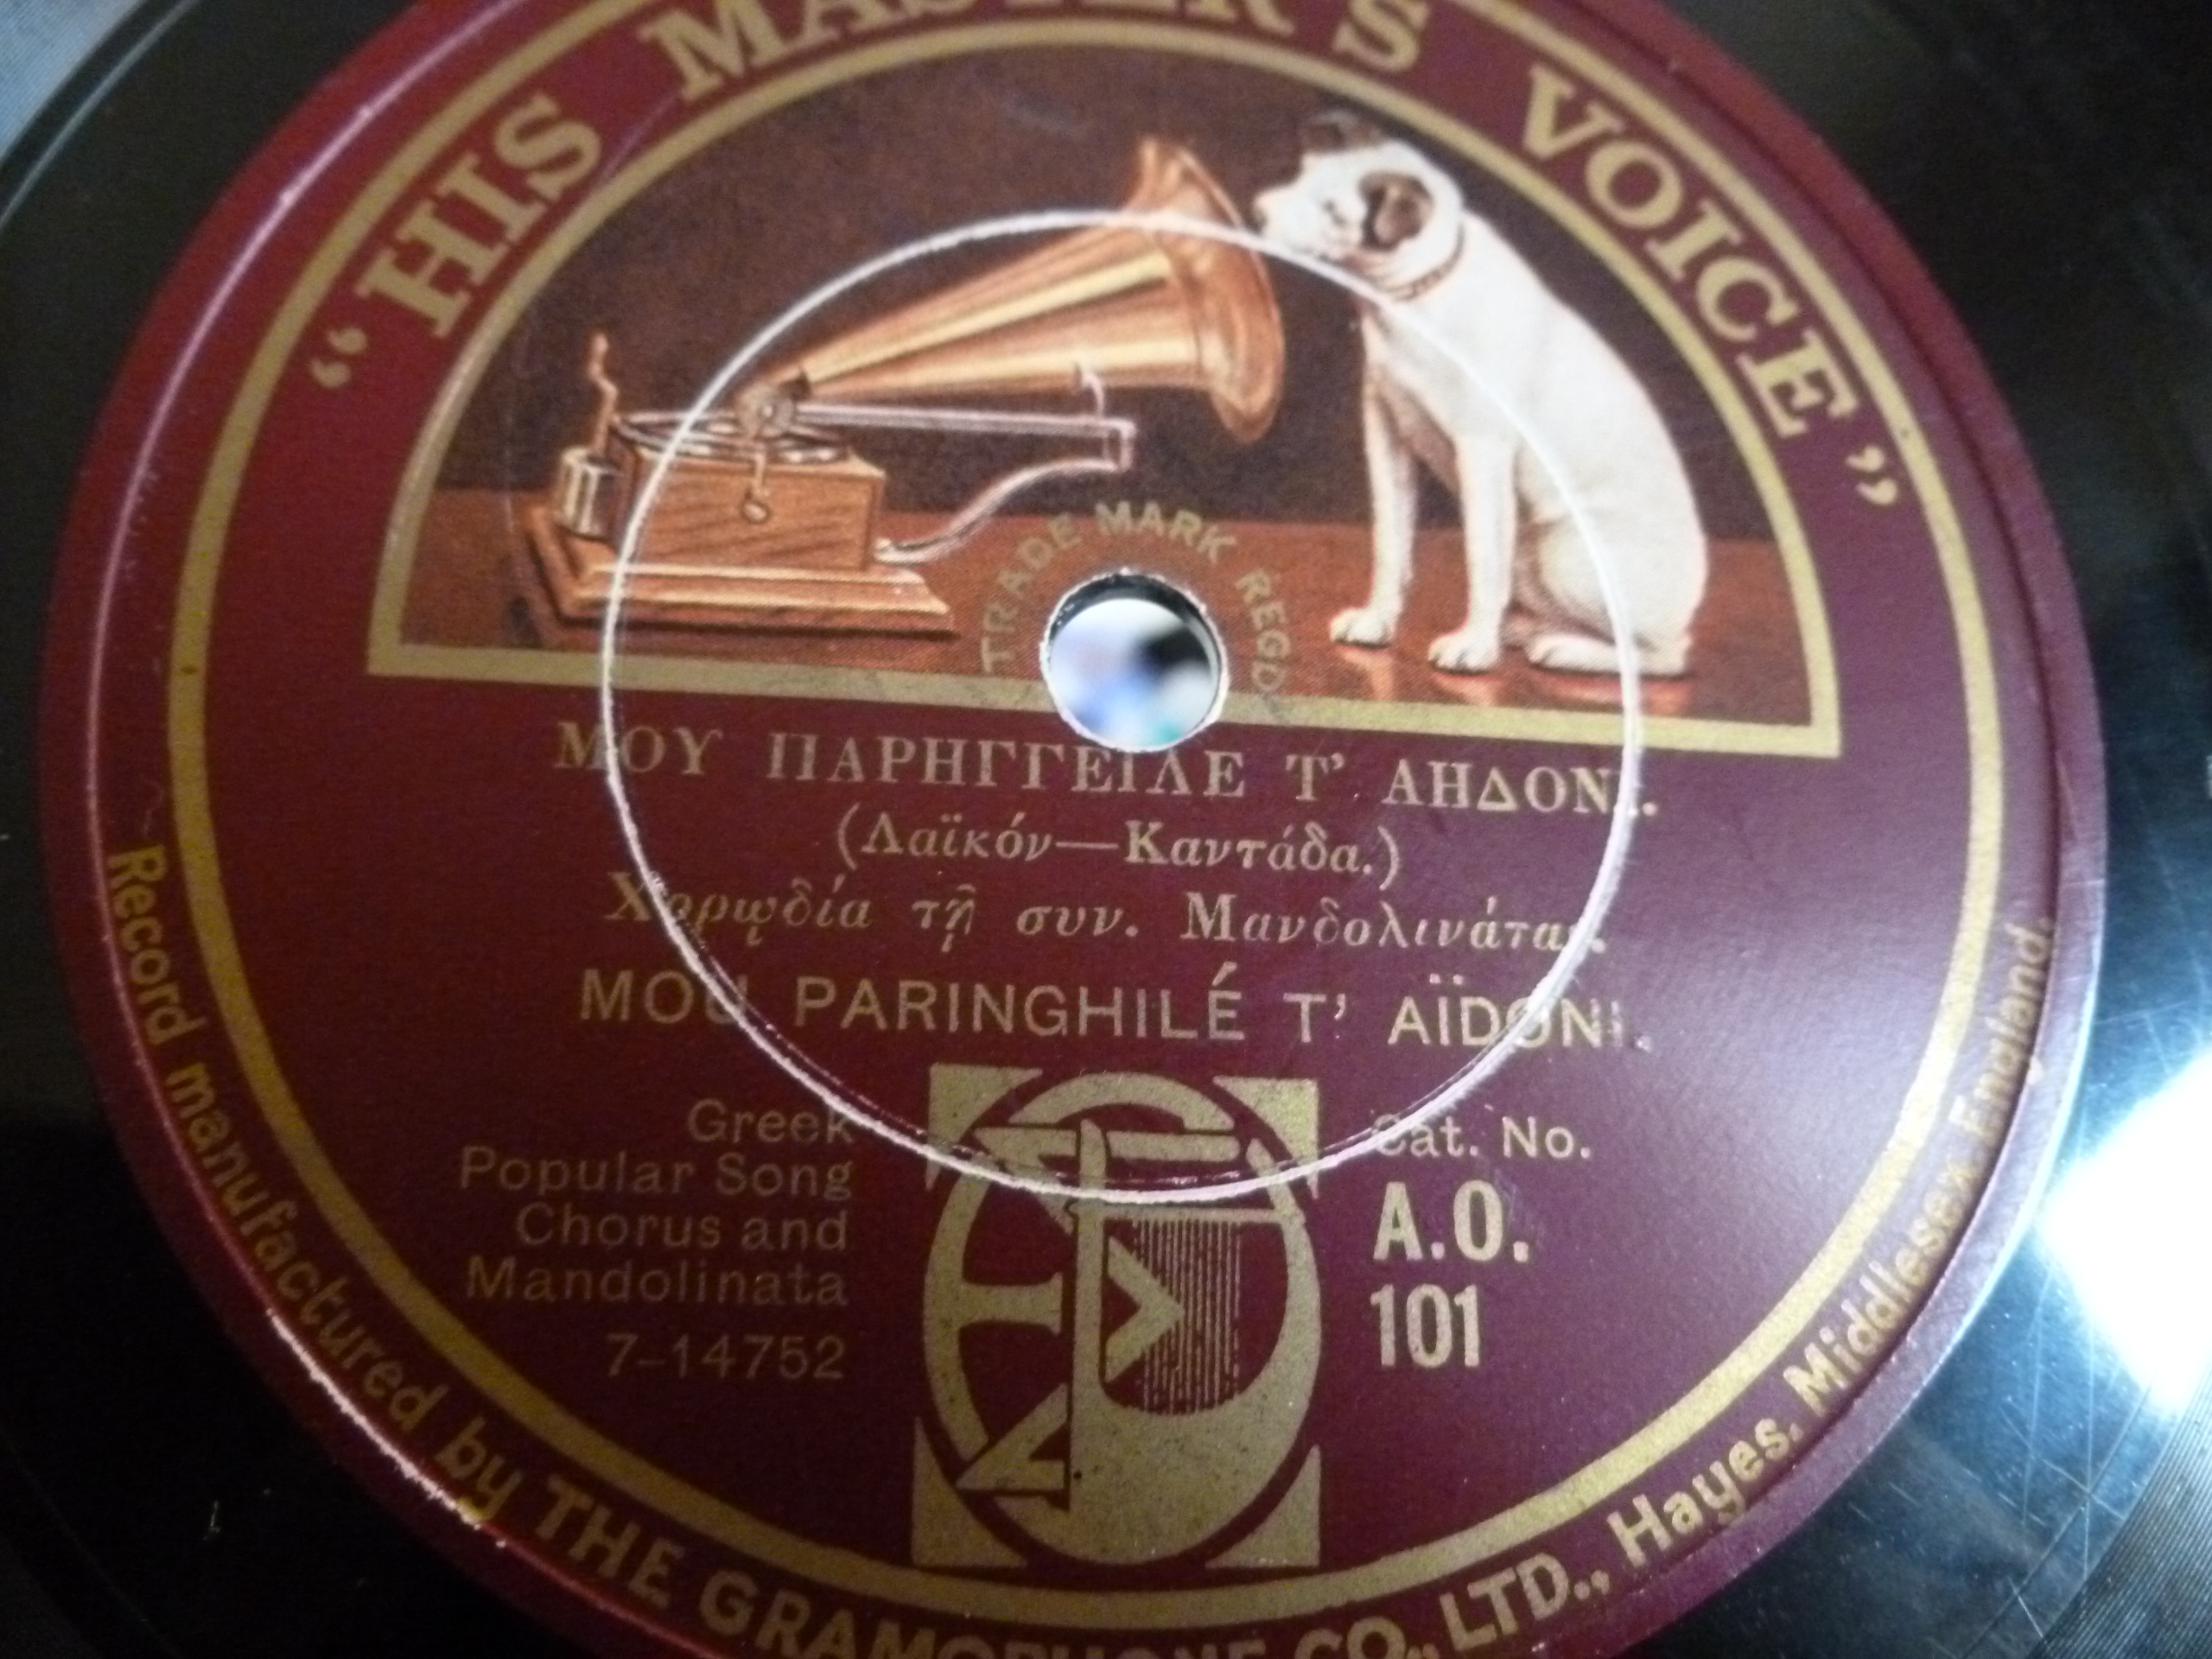 "HIS MASTER'S VOICE"
TRADE MARK REGD.
ΜΟΥ ΠΑΡΗΓΓΕΙΛΕ Τ' ΑΗΔΟΝΙ.
(Λαϊκόν—Καντάδα.)
Χορῳδία τῇ συν. Μανδολινάτας.
MOU PARINGHILÉ T' AÏDONI.
Greek
Popular Song
Chorus and
Mandolinata
7-14752
Cat. No.
A.O.
101
Record manufactured by THE GRAMOPHONE CO., LTD., Hayes, Middlesex, England.